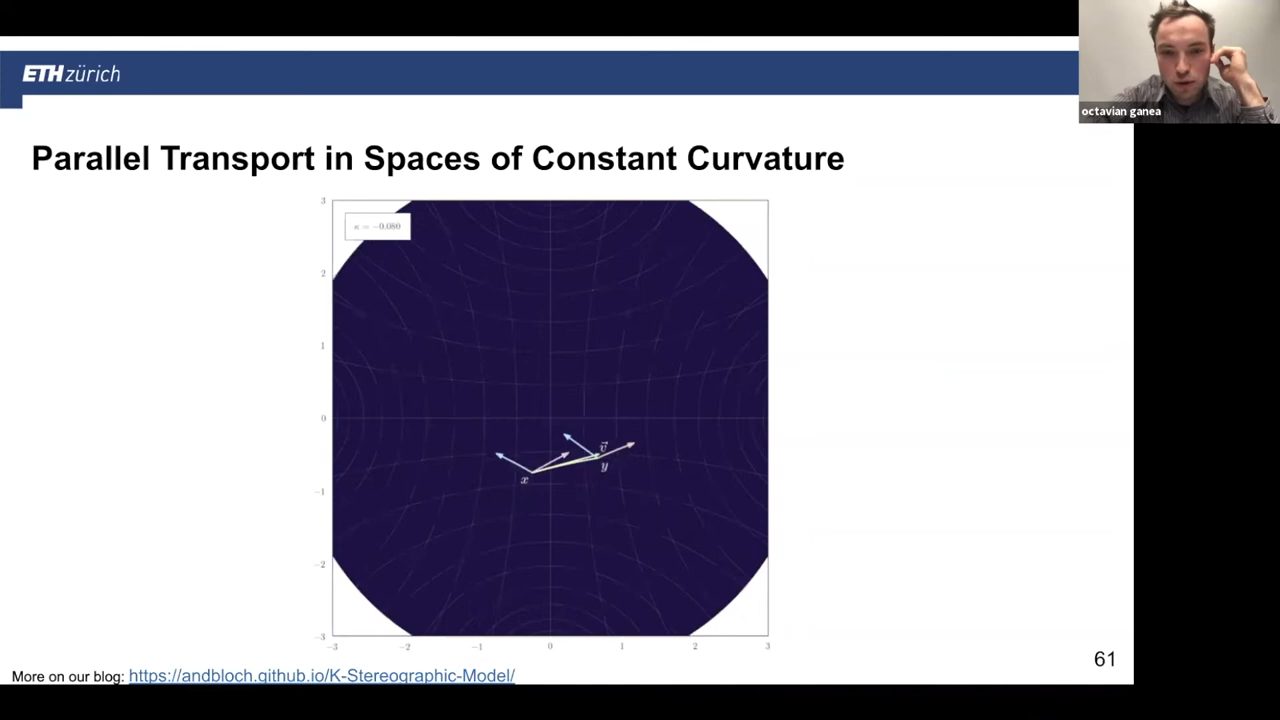 ETH zürich
octavian ganea
Parallel Transport in Spaces of Constant Curvature
κ = −0.080
3
2
1
0
−1
−2
−3
v⃗
y
x
−3 −2 −1 0 1 2 3
61
More on our blog: https://andbloch.github.io/K-Stereographic-Model/